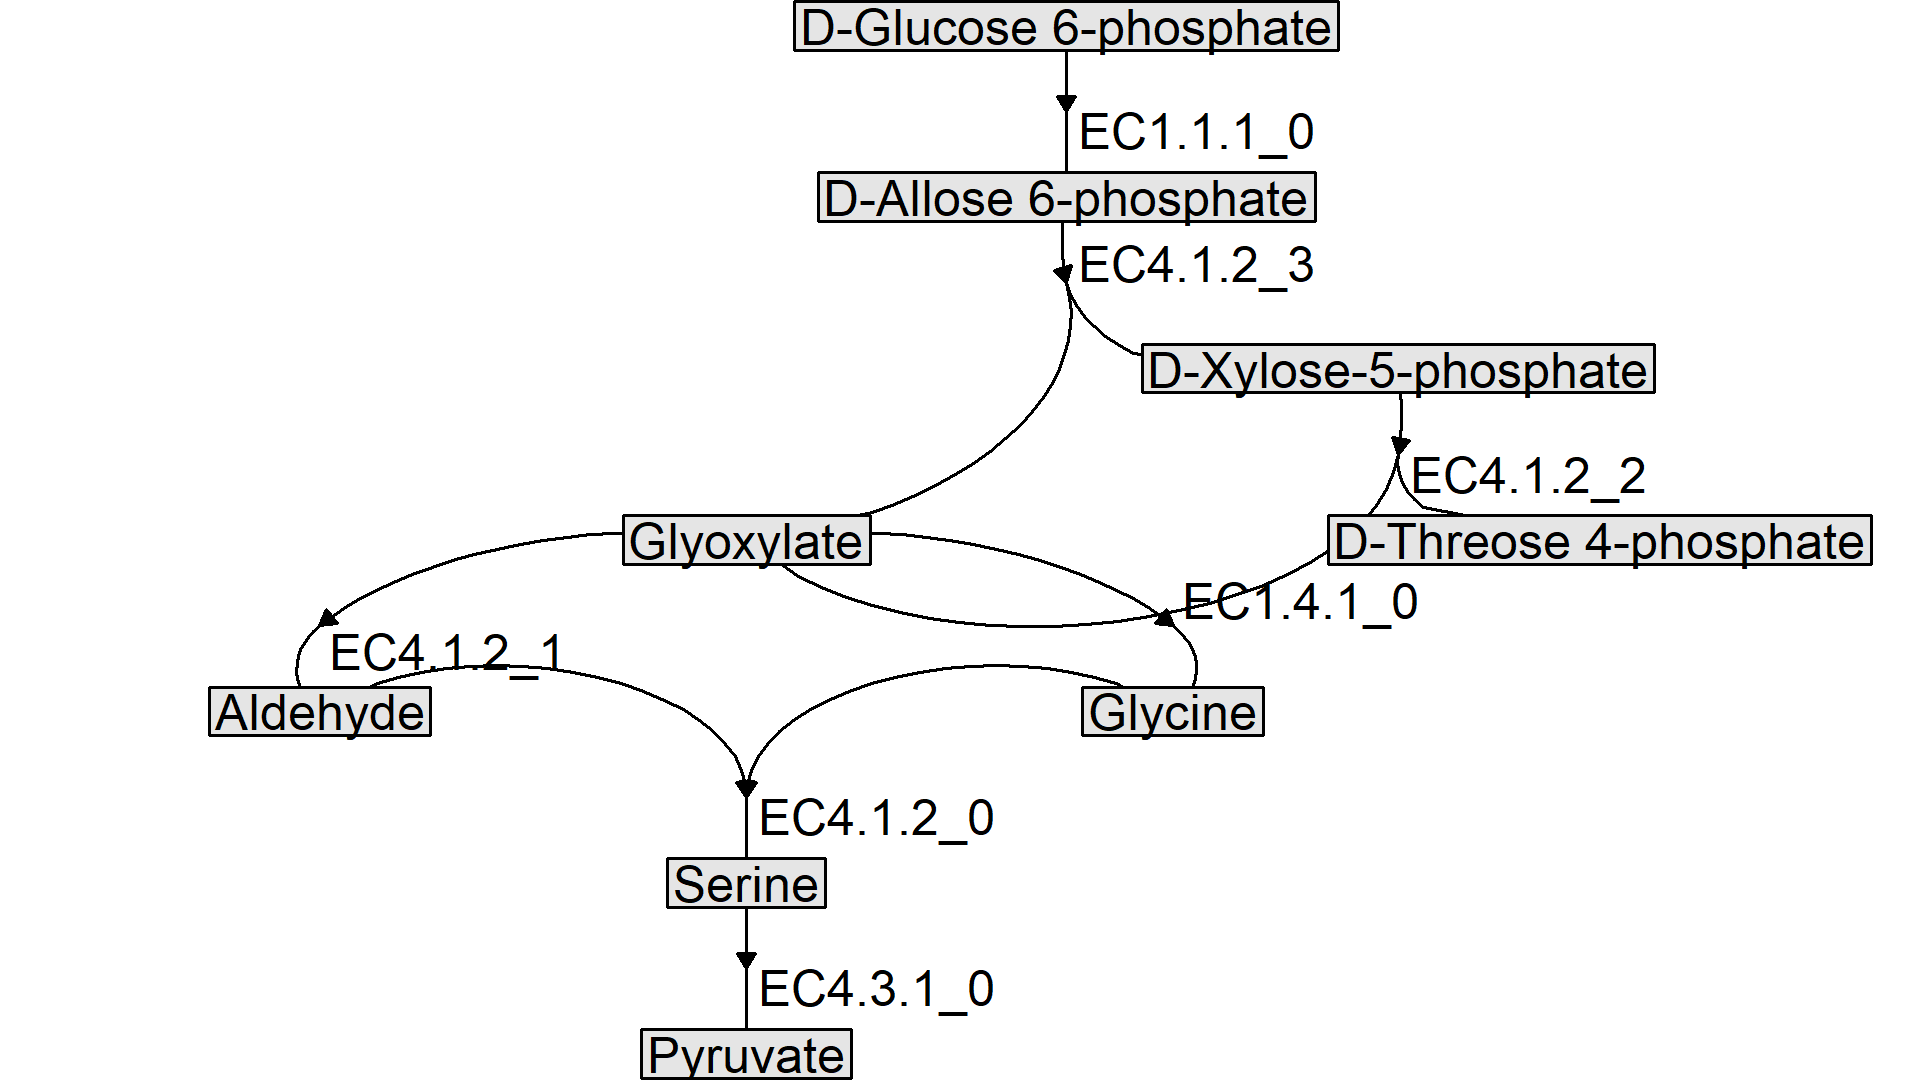 D-Glucose 6-phosphate
EC1.1.1_0
D-Allose 6-phosphate
EC4.1.2_3
D-Xylose-5-phosphate
EC4.1.2_2
Glyoxylate
D-Threose 4-phosphate
EC1.4.1_0
EC4.1.2_1
Aldehyde
Glycine
EC4.1.2_0
Serine
EC4.3.1_0
Pyruvate